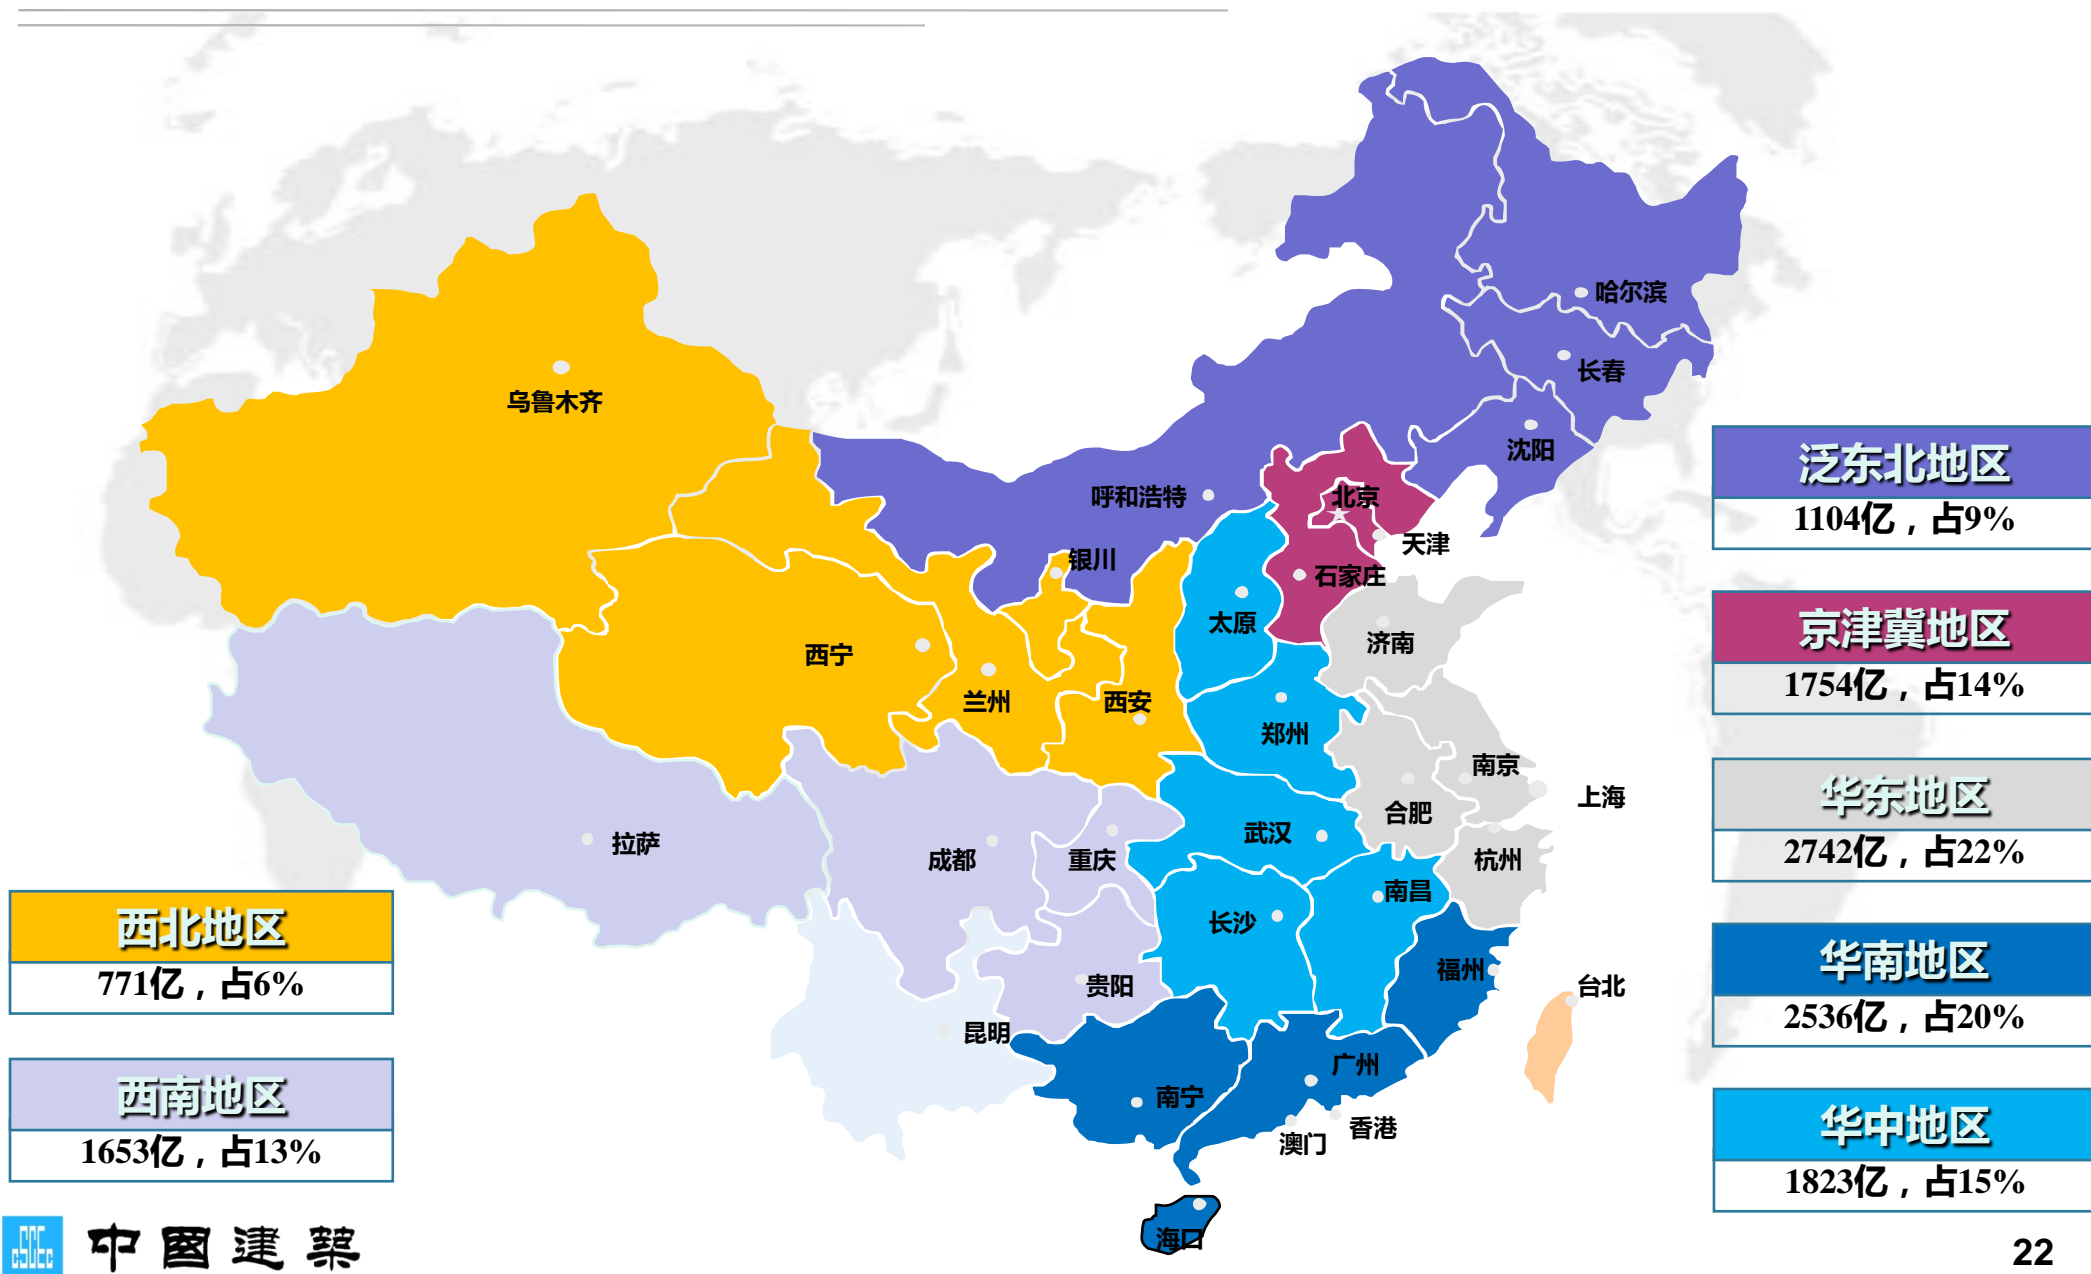 哈尔滨
长春
乌鲁木齐
沈阳
呼和浩特
北京
天津
银川
石家庄
太原
济南
西宁
兰州
西安
郑州
南京
上海
合肥
拉萨
成都
重庆
武汉
杭州
南昌
长沙
福州
贵阳
台北
昆明
广州
南宁
香港
澳门
海口
泛东北地区
1104亿，占9%
京津冀地区
1754亿，占14%
华东地区
2742亿，占22%
华南地区
2536亿，占20%
华中地区
1823亿，占15%
西北地区
771亿，占6%
西南地区
1653亿，占13%
CSCEC
中國建築
22